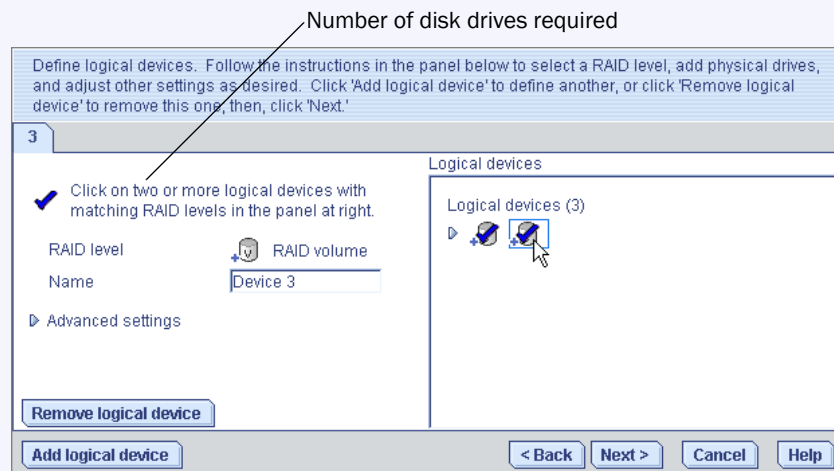 Number of disk drives required
Define logical devices. Follow the instructions in the panel below to select a RAID level, add physical drives,
and adjust other settings as desired. Click 'Add logical device' to define another, or click 'Remove logical
device' to remove this one, then, click 'Next.'
3
Click on two or more logical devices with
matching RAID levels in the panel at right.
RAID level
RAID volume
Name
Device 3
Advanced settings
Remove logical device
Logical devices
Logical devices (3)
Add logical device
< Back
Next >
Cancel
Help